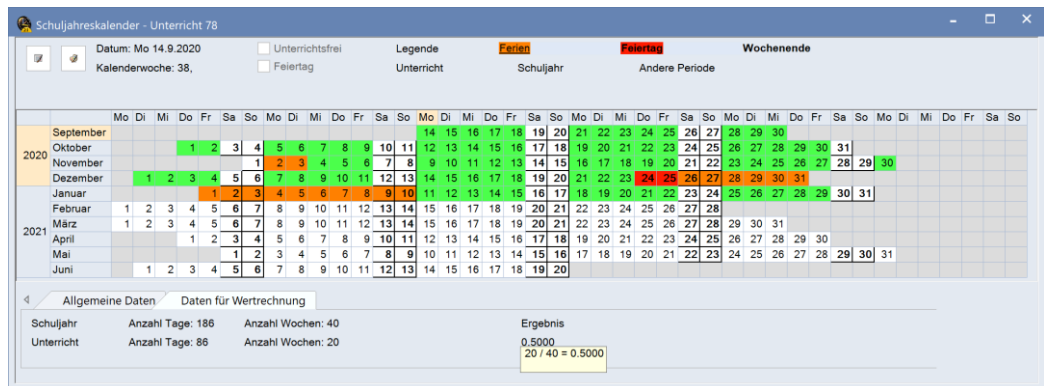 Schuljahreskalender - Unterricht 78
Datum: Mo 14.9.2020 Unterrichtsfrei Legende Ferien Feiertag Wochenende
Kalenderwoche: 38, Feiertag Unterricht Schuljahr Andere Periode
Mo Di Mi Do Fr Sa So Mo Di Mi Do Fr Sa So Mo Di Mi Do Fr Sa So Mo Di Mi Do Fr Sa So Mo Di Mi Do Fr Sa So Mo Di Mi Do Fr Sa So
2020
September 14 15 16 17 18 19 20 21 22 23 24 25 26 27 28 29 30
Oktober 1 2 3 4 5 6 7 8 9 10 11 12 13 14 15 16 17 18 19 20 21 22 23 24 25 26 27 28 29 30 31
November 1 2 3 4 5 6 7 8 9 10 11 12 13 14 15 16 17 18 19 20 21 22 23 24 25 26 27 28 29 30
Dezember 1 2 3 4 5 6 7 8 9 10 11 12 13 14 15 16 17 18 19 20 21 22 23 24 25 26 27 28 29 30 31
2021
Januar 1 2 3 4 5 6 7 8 9 10 11 12 13 14 15 16 17 18 19 20 21 22 23 24 25 26 27 28 29 30 31
Februar 1 2 3 4 5 6 7 8 9 10 11 12 13 14 15 16 17 18 19 20 21 22 23 24 25 26 27 28
März 1 2 3 4 5 6 7 8 9 10 11 12 13 14 15 16 17 18 19 20 21 22 23 24 25 26 27 28 29 30 31
April 1 2 3 4 5 6 7 8 9 10 11 12 13 14 15 16 17 18 19 20 21 22 23 24 25 26 27 28 29 30
Mai 1 2 3 4 5 6 7 8 9 10 11 12 13 14 15 16 17 18 19 20 21 22 23 24 25 26 27 28 29 30 31
Juni 1 2 3 4 5 6 7 8 9 10 11 12 13 14 15 16 17 18 19 20
Allgemeine Daten Daten für Wertrechnung
Schuljahr Anzahl Tage: 186 Anzahl Wochen: 40 Ergebnis
Unterricht Anzahl Tage: 86 Anzahl Wochen: 20 0.5000
20 / 40 = 0.5000